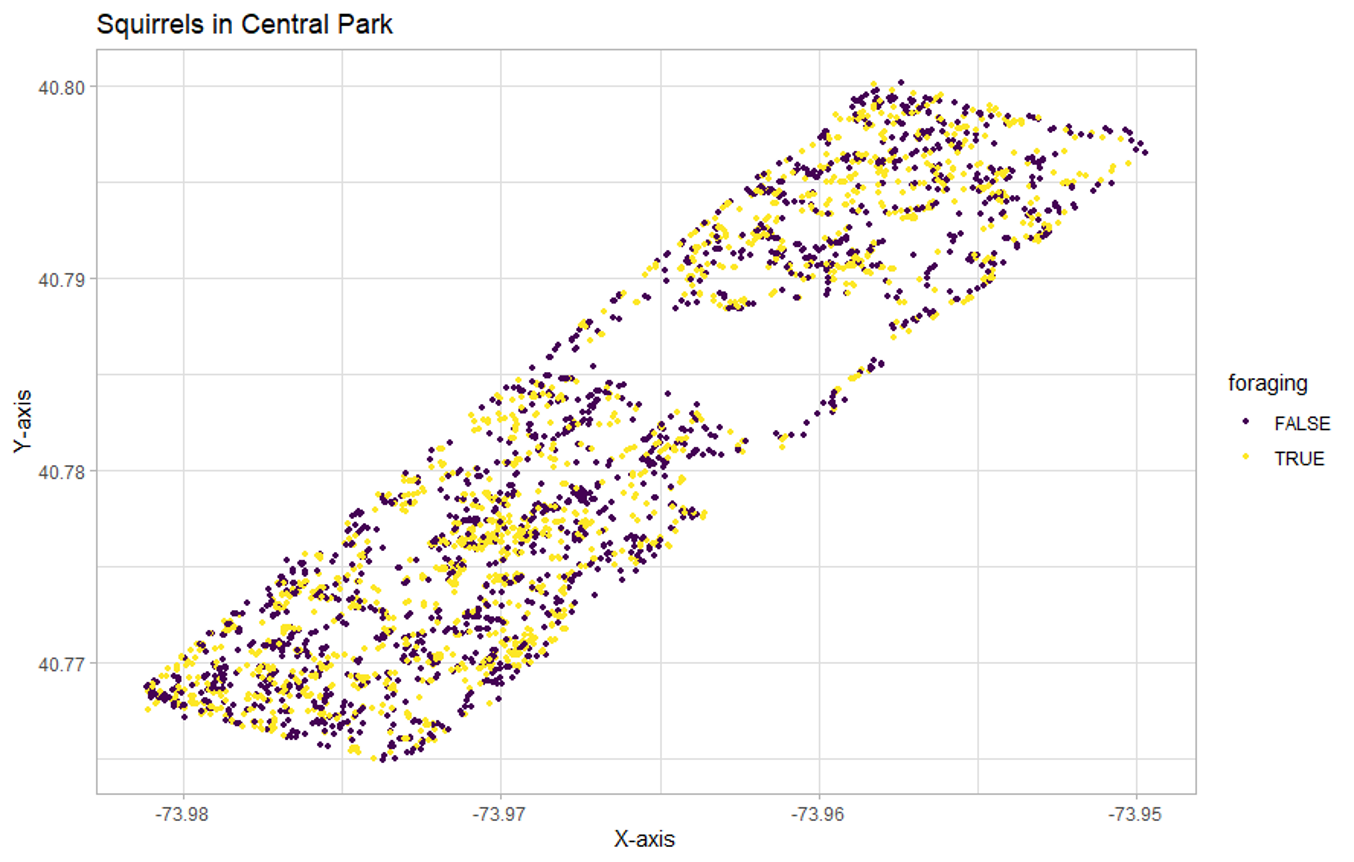 Squirrels in Central Park
40.80
40.79
40.78
40.77
Y-axis
-73.98
-73.97
-73.96
-73.95
X-axis
foraging
FALSE
TRUE